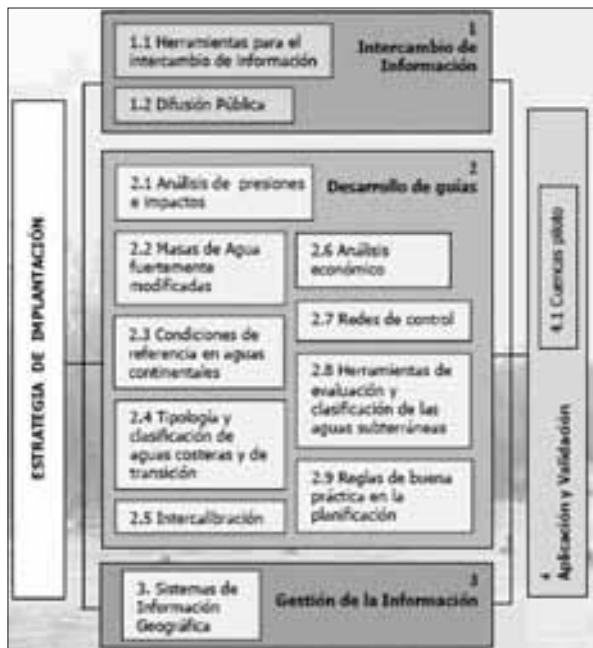 ESTRATEGIA DE IMPLANTACIÓN
1
Intercambio de
Información
1.1 Herramientas para el
intercambio de información
1.2 Difusión Pública
2
Desarrollo de guías
2.1 Análisis de presiones
e impactos
2.2 Masas de Agua
fuertemente
modificadas
2.3 Condiciones de
referencia en aguas
continentales
2.4 Tipología y
clasificación de
aguas costeras y de
transición
2.5 Intercalibración
2.6 Análisis
económico
2.7 Redes de control
2.8 Herramientas de
evaluación y
clasificación de las
aguas subterráneas
2.9 Reglas de buena
práctica en la
planificación
3
Gestión de la Información
3. Sistemas de
Información
Geográfica
4
Aplicación y Validación
4.1 Cuencas piloto